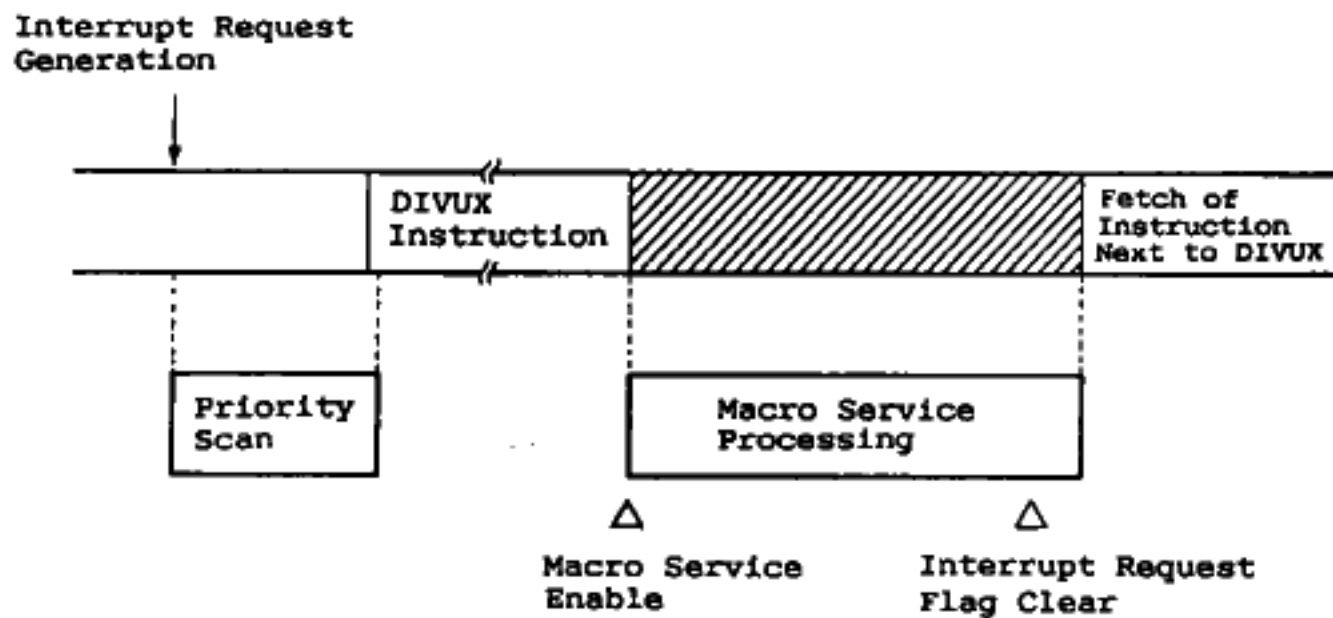 Interrupt Request
Generation
DIVUX
Instruction
Fetch of
Instruction
Next to DIVUX
Priority
Scan
Macro Service
Processing
Macro Service
Enable
Interrupt Request
Flag Clear